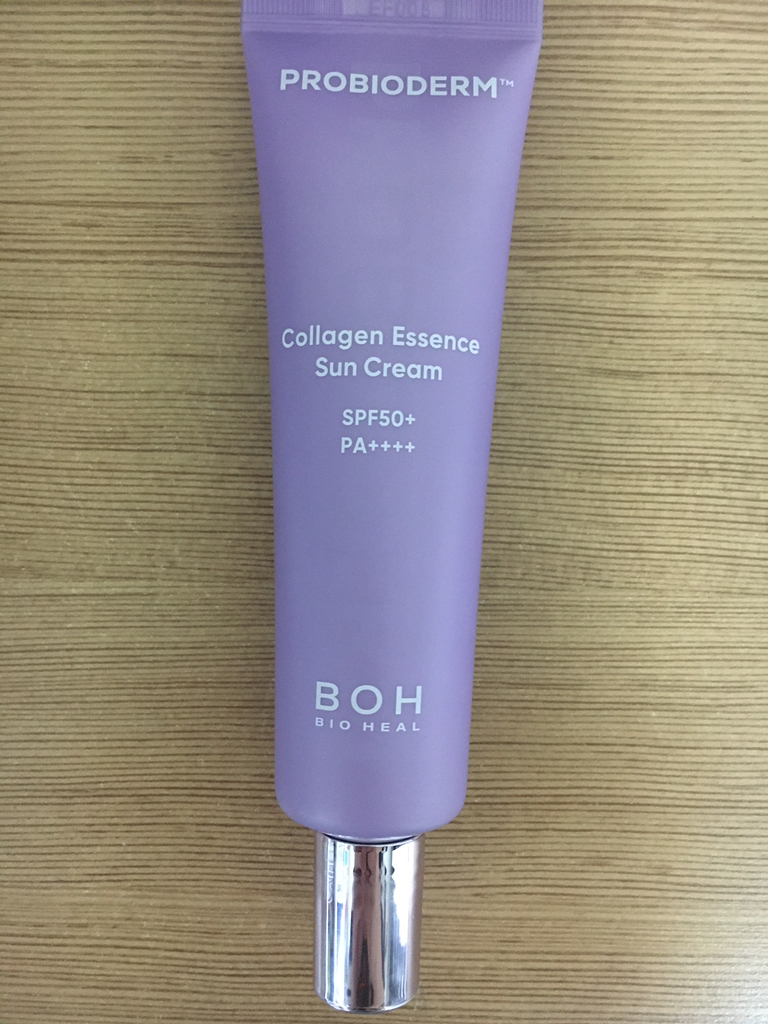 PROBIODERM™
Collagen Essence
Sun Cream
SPF50+
PA++++
BOH
BIO HEAL